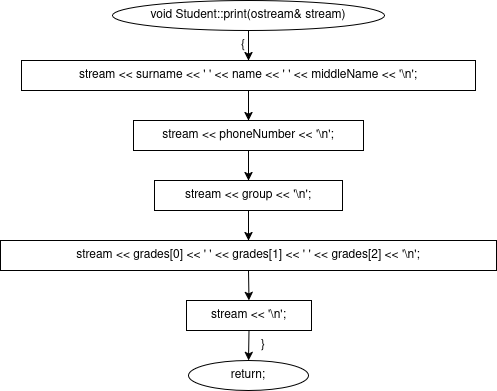 void Student::print(ostream& stream)
{
stream << surname << ' ' << name << ' ' << middleName << '\n';
stream << phoneNumber << '\n';
stream << group << '\n';
stream << grades[0] << ' ' << grades[1] << ' ' << grades[2] << '\n';
stream << '\n';
}
return;